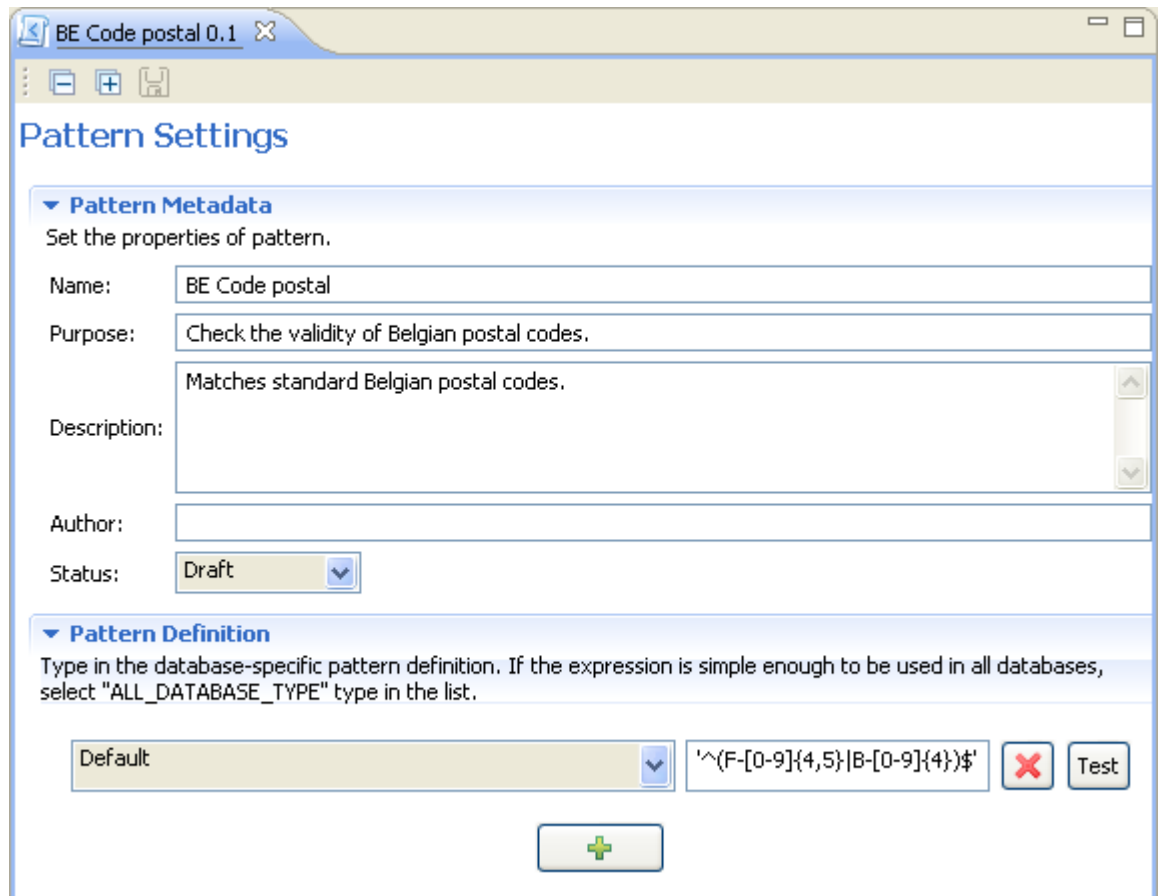 BE Code postal 0.1
Pattern Settings
Pattern Metadata
Set the properties of pattern.
Name: BE Code postal
Purpose: Check the validity of Belgian postal codes.
Description: Matches standard Belgian postal codes.
Author:
Status: Draft
Pattern Definition
Type in the database-specific pattern definition. If the expression is simple enough to be used in all databases,
select "ALL_DATABASE_TYPE" type in the list.
Default '^(F-[0-9]{4,5}|B-[0-9]{4})$' Test